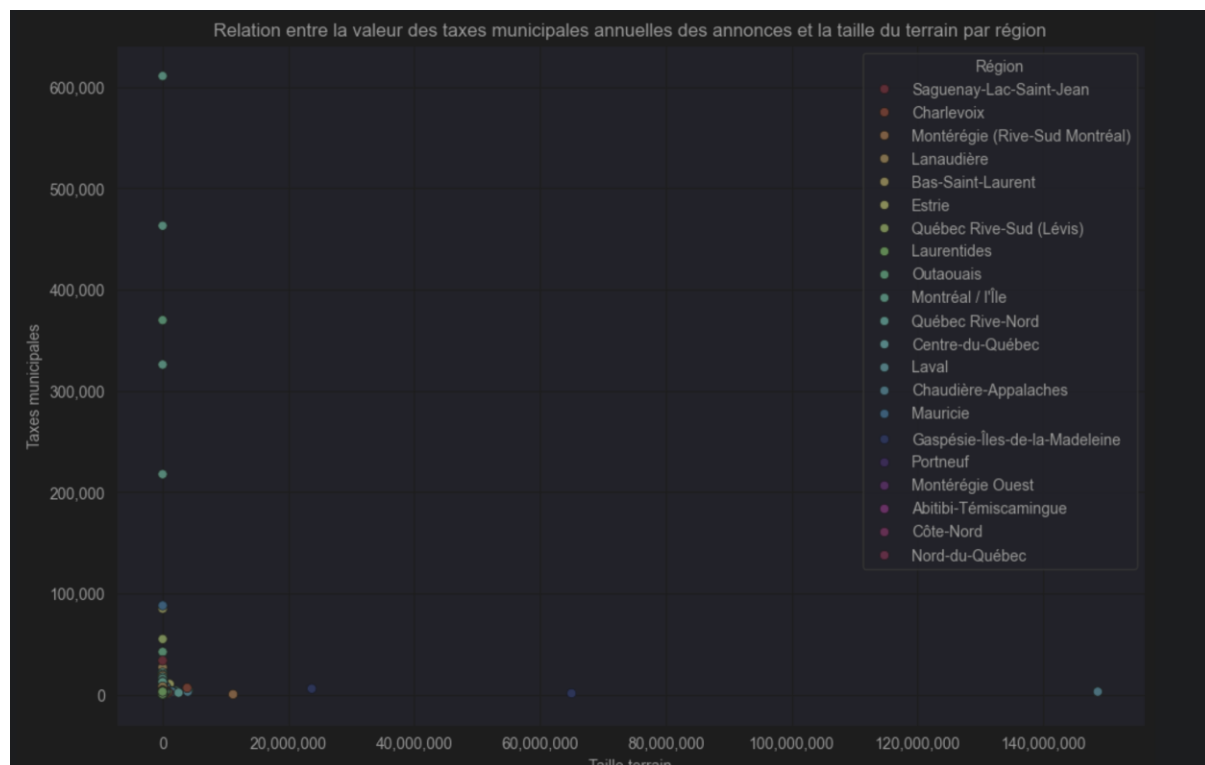 Relation entre la valeur des taxes municipales annuelles des annonces et la taille du terrain par région
Région
Saguenay-Lac-Saint-Jean
Charlevoix
Montérégie (Rive-Sud Montréal)
Lanaudière
Bas-Saint-Laurent
Estrie
Québec Rive-Sud (Lévis)
Laurentides
Outaouais
Montréal / l'Île
Québec Rive-Nord
Centre-du-Québec
Laval
Chaudière-Appalaches
Mauricie
Gaspésie-Îles-de-la-Madeleine
Portneuf
Montérégie Ouest
Abitibi-Témiscamingue
Côte-Nord
Nord-du-Québec
Taxes municipales
600,000
500,000
400,000
300,000
200,000
100,000
0
0 20,000,000 40,000,000 60,000,000 80,000,000 100,000,000 120,000,000 140,000,000
Taille terrain